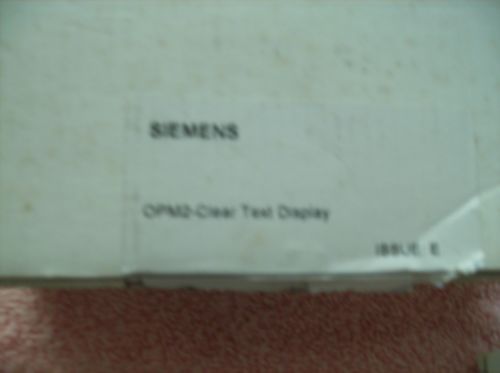 SIEMENS
OPM2-Clear Text Display
ISSUE E